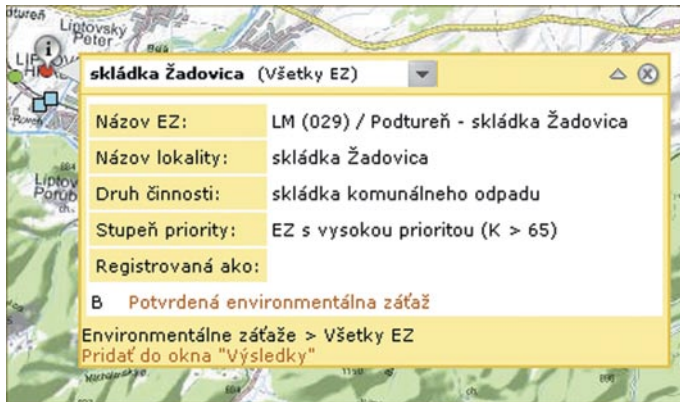 Liptovský
Peter
skládka Žadovica (Všetky EZ)
Názov EZ: LM (029) / Podtureň - skládka Žadovica
Názov lokality: skládka Žadovica
Druh činnosti: skládka komunálneho odpadu
Stupeň priority: EZ s vysokou prioritou (K > 65)
Registrovaná ako:
B Potvrdená environmentálna záťaž
Environmentálne záťaže > Všetky EZ
Pridať do okna "Výsledky"